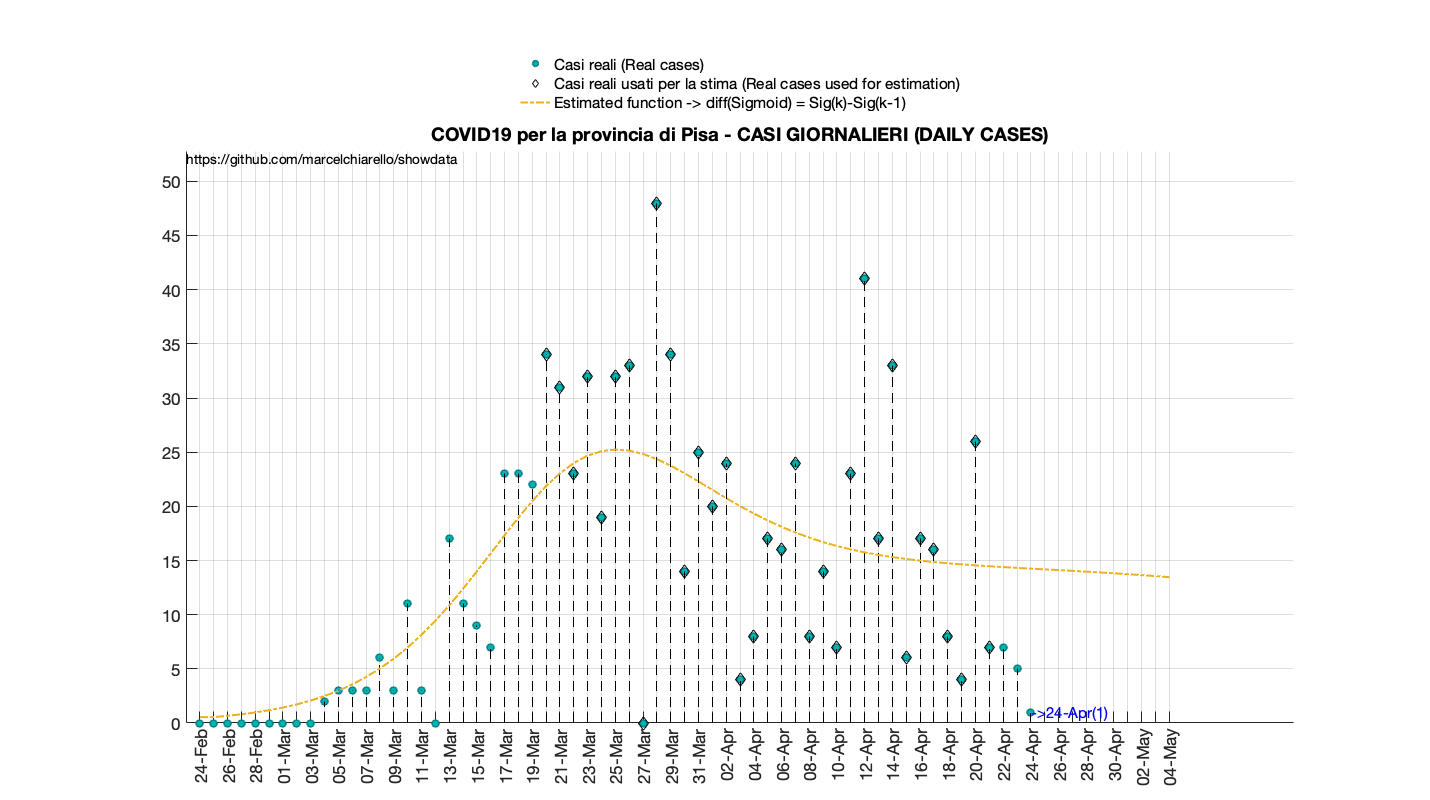 Casi reali (Real cases)
Casi reali usati per la stima (Real cases used for estimation)
Estimated function -> diff(Sigmoid) = Sig(k)-Sig(k-1)
COVID19 per la provincia di Pisa - CASI GIORNALIERI (DAILY CASES)
https://github.com/marcelchiarello/showdata
50
45
40
35
30
25
20
15
10
5
0
->24-Apr(1)
24-Feb
26-Feb
28-Feb
01-Mar
03-Mar
05-Mar
07-Mar
09-Mar
11-Mar
13-Mar
15-Mar
17-Mar
19-Mar
21-Mar
23-Mar
25-Mar
27-Mar
29-Mar
31-Mar
02-Apr
04-Apr
06-Apr
08-Apr
10-Apr
12-Apr
14-Apr
16-Apr
18-Apr
20-Apr
22-Apr
24-Apr
26-Apr
28-Apr
30-Apr
02-May
04-May